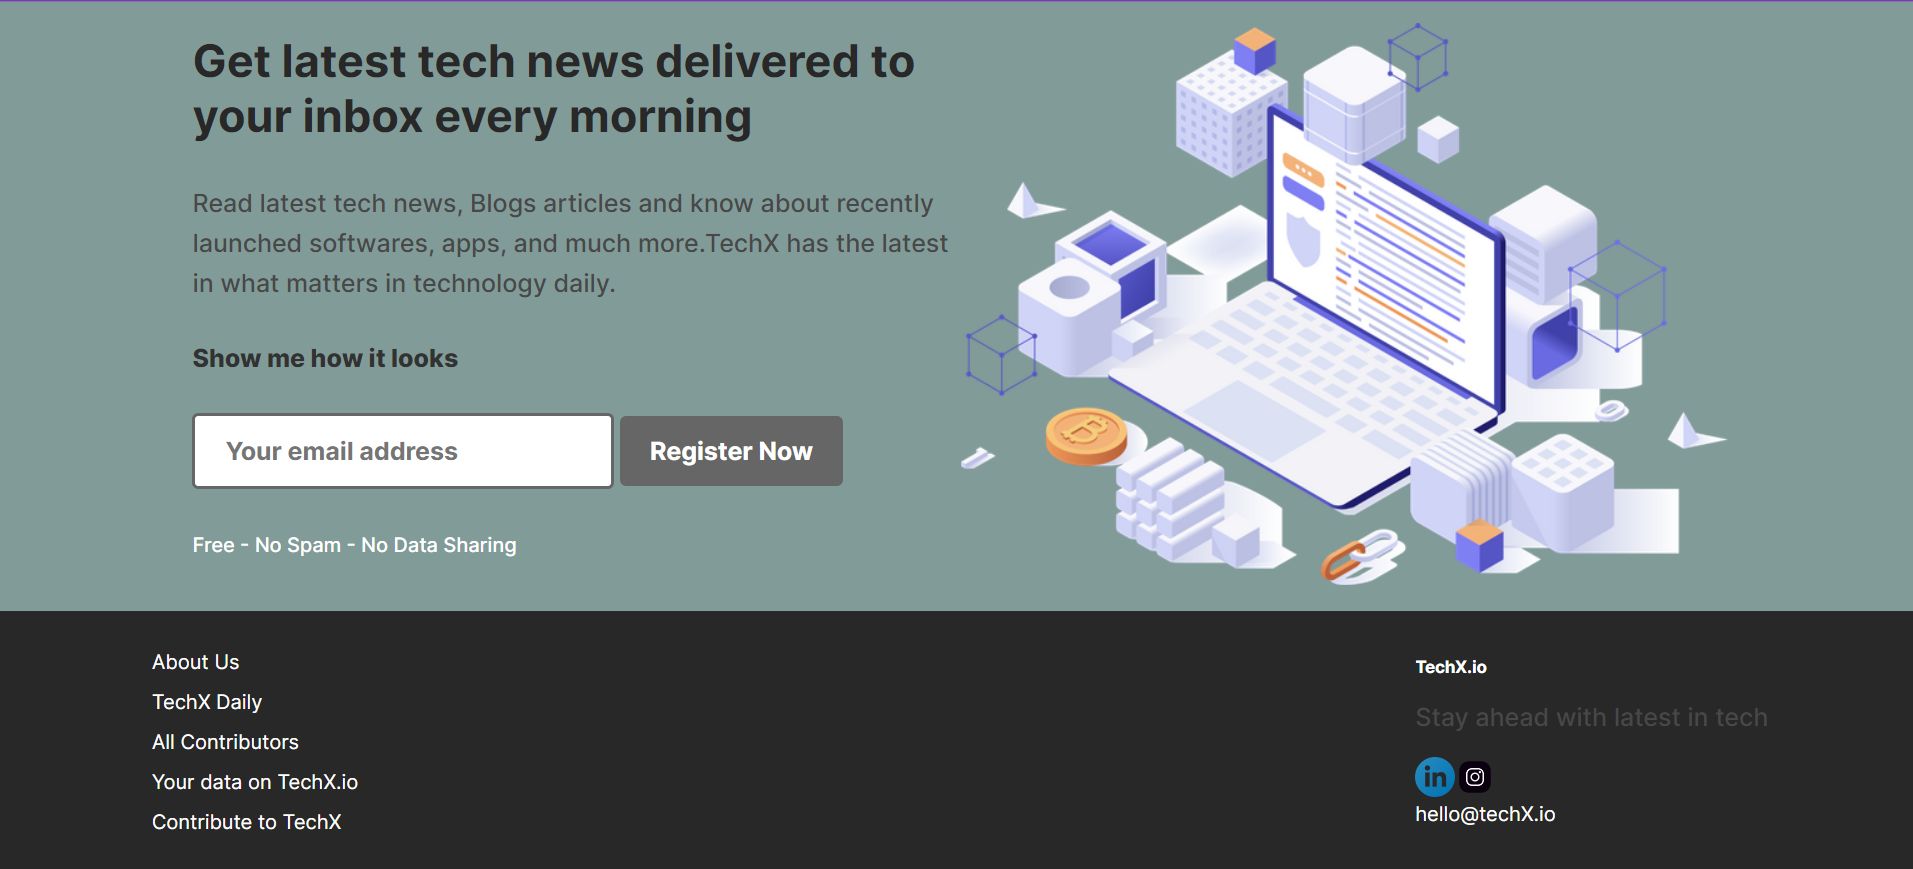 Get latest tech news delivered to
your inbox every morning
Read latest tech news, Blogs articles and know about recently
launched softwares, apps, and much more.TechX has the latest
in what matters in technology daily.
Show me how it looks
Your email address
Register Now
Free - No Spam - No Data Sharing
About Us
TechX Daily
All Contributors
Your data on TechX.io
Contribute to TechX
TechX.io
Stay ahead with latest in tech
in
hello@techX.io